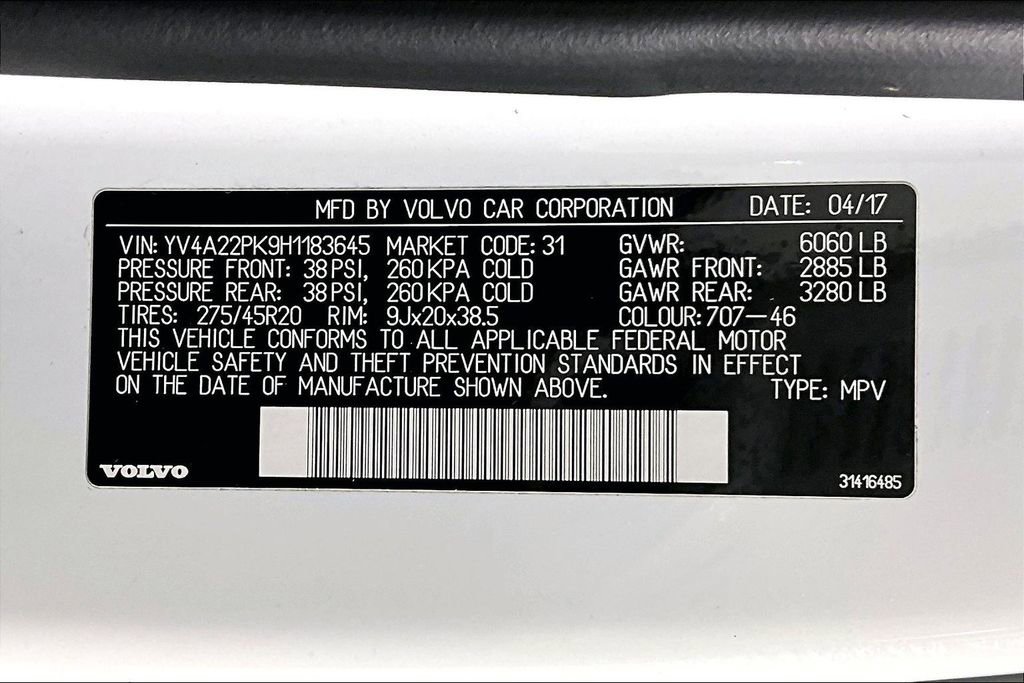 MFD BY VOLVO CAR CORPORATION DATE: 04/17
VIN: YV4A22PK9H1183645 MARKET CODE: 31 GVWR: 6060 LB
PRESSURE FRONT: 38 PSI, 260 KPA COLD GAWR FRONT: 2885 LB
PRESSURE REAR: 38 PSI, 260 KPA COLD GAWR REAR: 3280 LB
TIRES: 275/45R20 RIM: 9Jx20x38.5 COLOUR: 707-46
THIS VEHICLE CONFORMS TO ALL APPLICABLE FEDERAL MOTOR
VEHICLE SAFETY AND THEFT PREVENTION STANDARDS IN EFFECT
ON THE DATE OF MANUFACTURE SHOWN ABOVE. TYPE: MPV
VOLVO
31416485